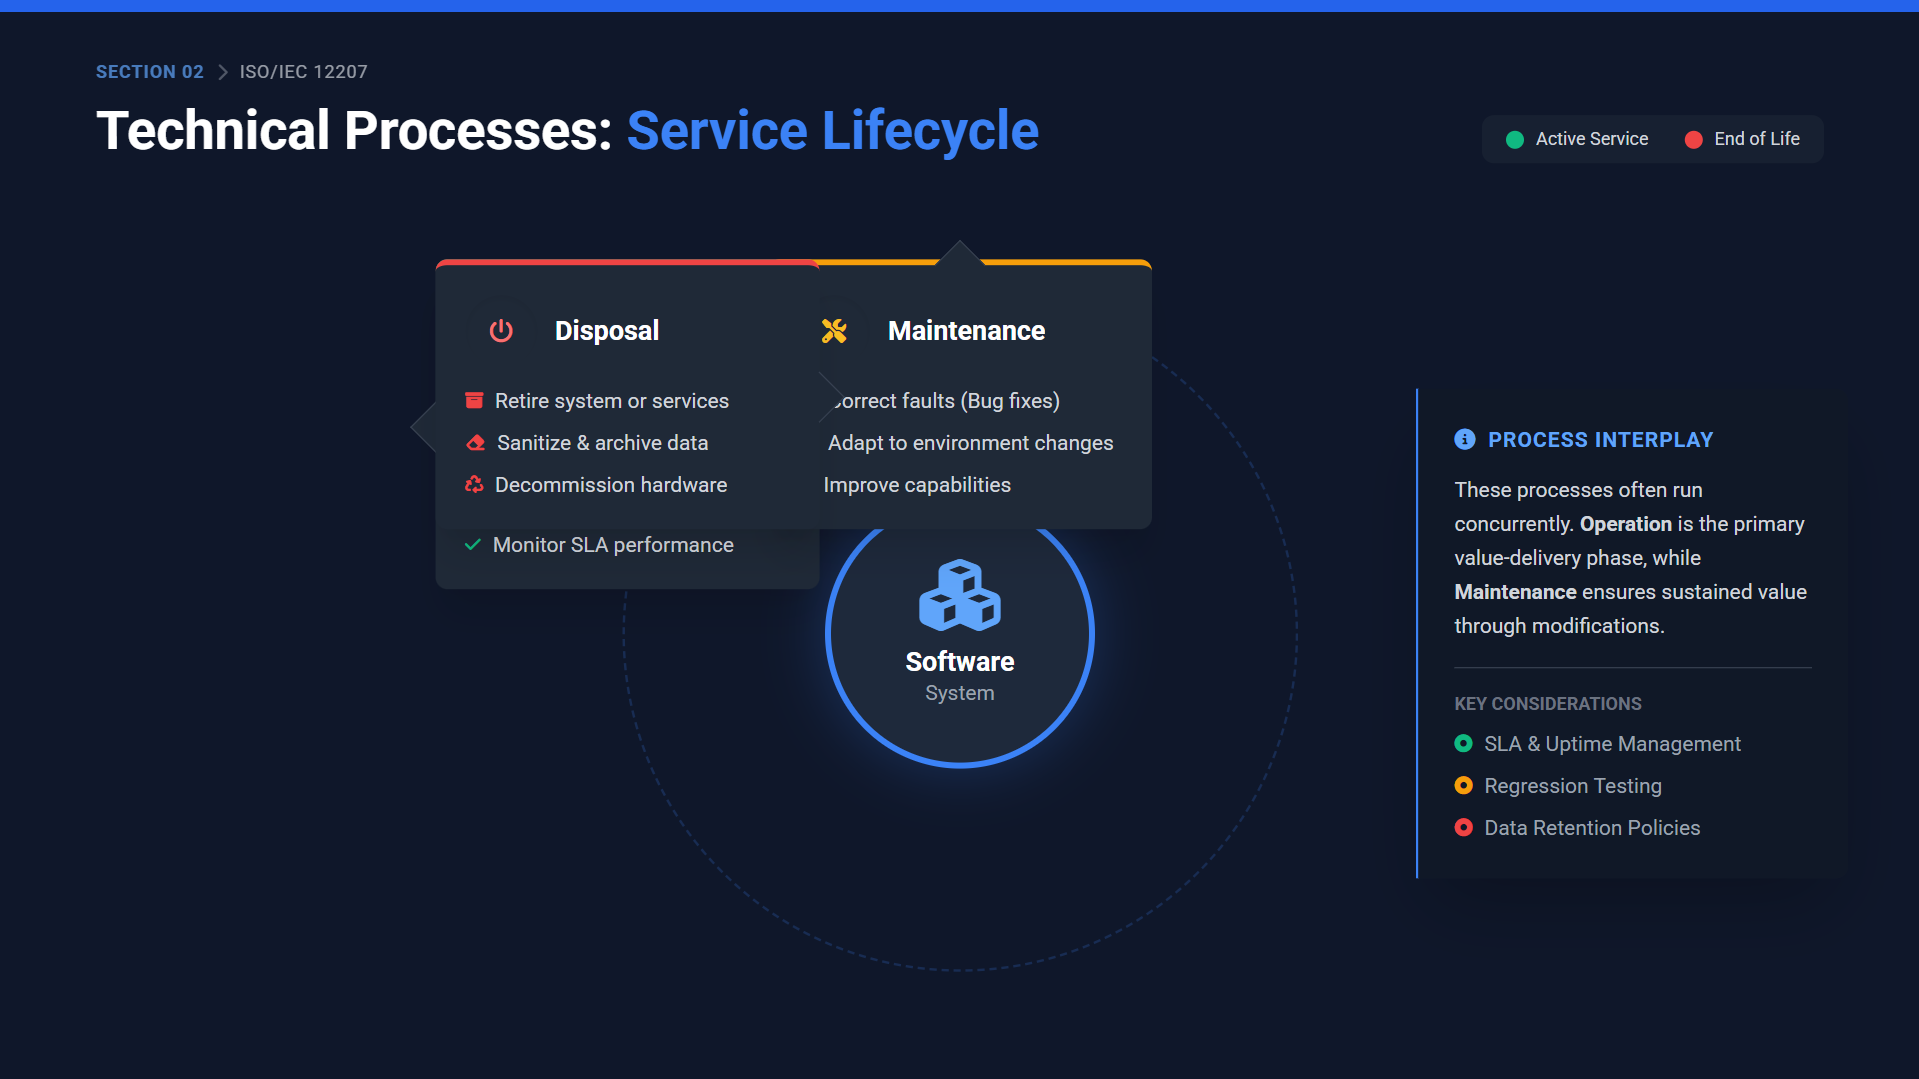 SECTION 02 > ISO/IEC 12207
Technical Processes: Service Lifecycle
Active Service
End of Life
Disposal
Retire system or services
Sanitize & archive data
Decommission hardware
Monitor SLA performance
Maintenance
Correct faults (Bug fixes)
Adapt to environment changes
Improve capabilities
Software
System
PROCESS INTERPLAY
These processes often run
concurrently. Operation is the primary
value-delivery phase, while
Maintenance ensures sustained value
through modifications.
KEY CONSIDERATIONS
SLA & Uptime Management
Regression Testing
Data Retention Policies